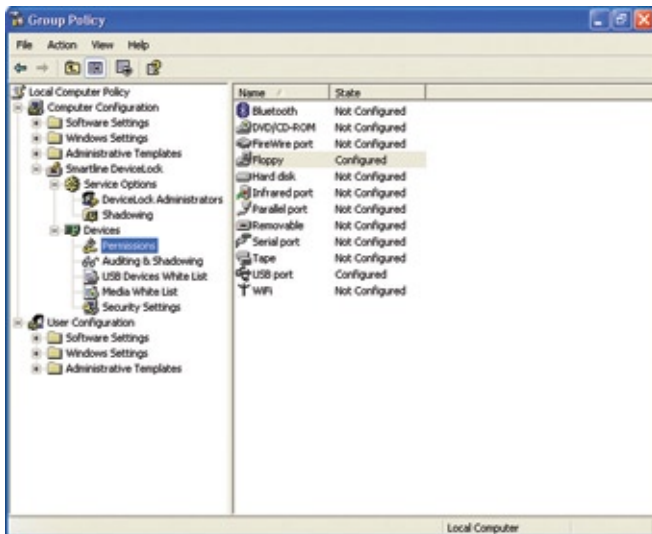 Group Policy
File Action View Help
Local Computer Policy
Computer Configuration
Software Settings
Windows Settings
Administrative Templates
Smartline DeviceLock
Service Options
DeviceLock Administrators
Shadowing
Devices
Permissions
Auditing & Shadowing
USB Devices White List
Media White List
Security Settings
User Configuration
Software Settings
Windows Settings
Administrative Templates
Name State
Bluetooth Not Configured
DVD/CD-ROM Not Configured
FireWire port Not Configured
Floppy Configured
Hard disk Not Configured
Infrared port Not Configured
Parallel port Not Configured
Removable Not Configured
Serial port Not Configured
Tape Not Configured
USB port Configured
WiFi Not Configured
Local Computer